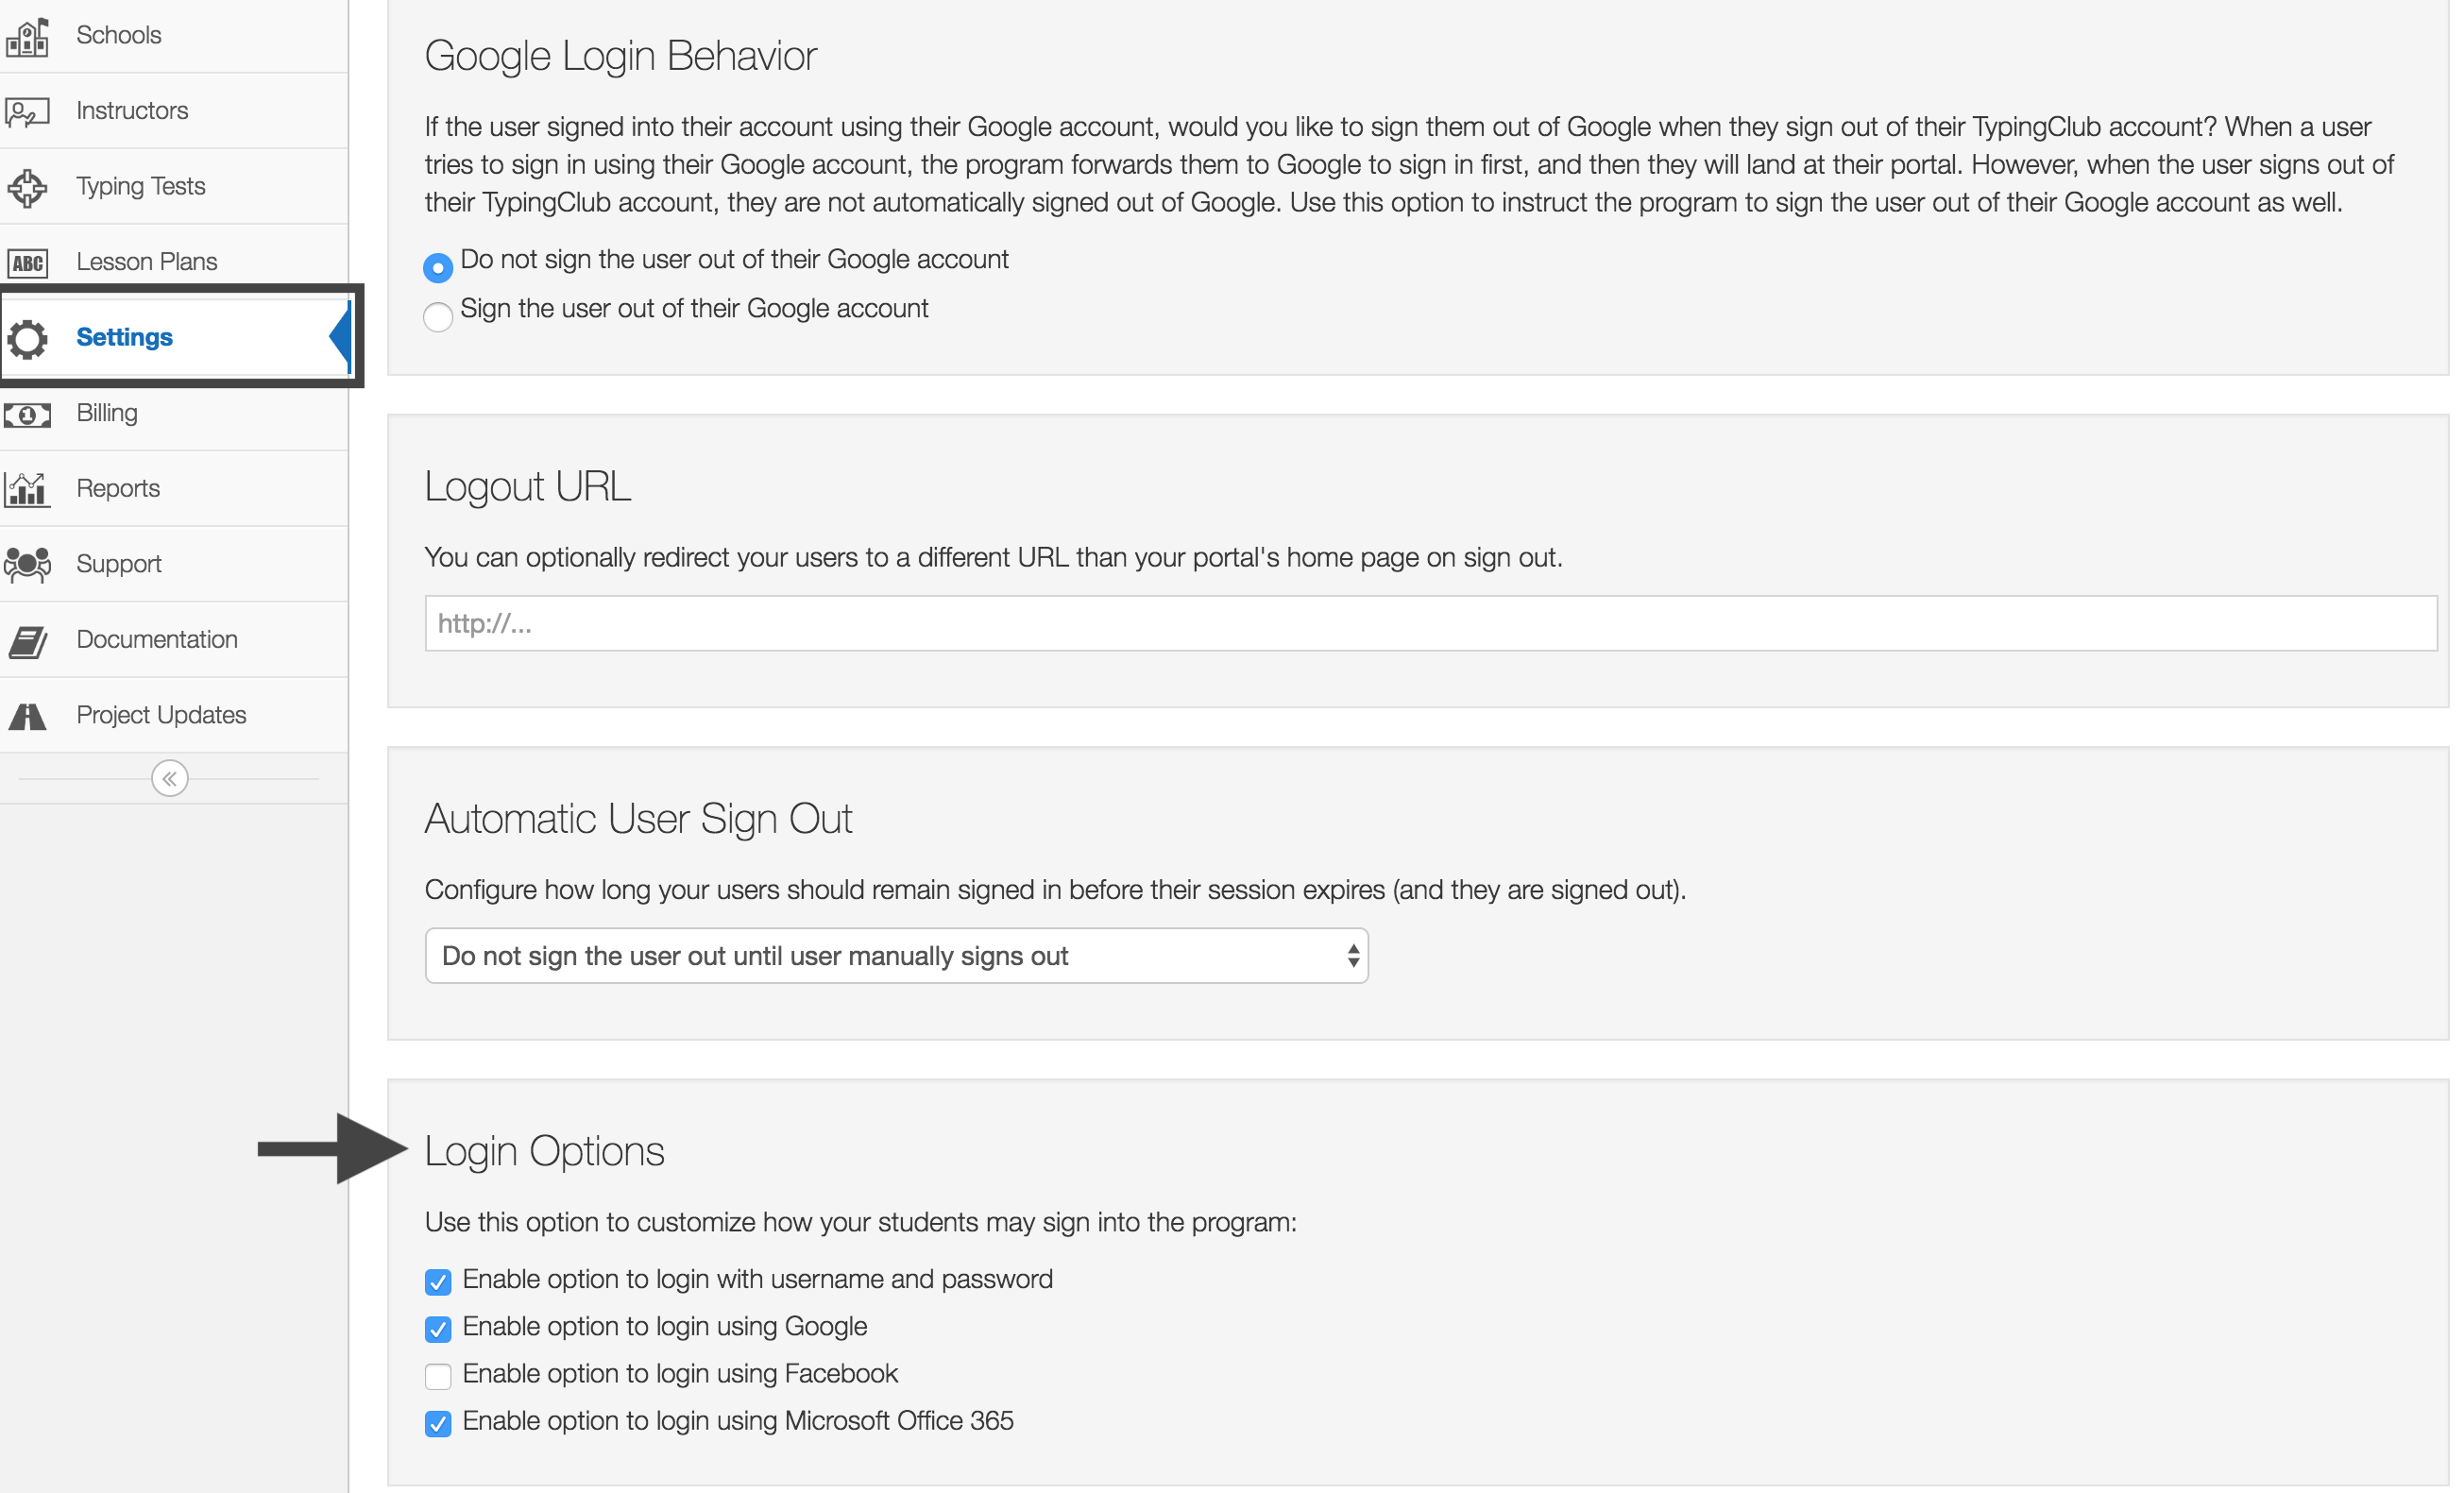 Schools
Instructors
Typing Tests
ABC
Lesson Plans
Settings
1
Billing
Reports
Support
Documentation
Project Updates
Google Login Behavior
If the user signed into their account using their Google account, would you like to sign them out of Google when they sign out of their TypingClub account? When a user
tries to sign in using their Google account, the program forwards them to Google to sign in first, and then they will land at their portal. However, when the user signs out of
their TypingClub account, they are not automatically signed out of Google. Use this option to instruct the program to sign the user out of their Google account as well.
Do not sign the user out of their Google account
Sign the user out of their Google account
Logout URL
You can optionally redirect your users to a different URL than your portal's home page on sign out.
http://...
Automatic User Sign Out
Configure how long your users should remain signed in before their session expires (and they are signed out).
Do not sign the user out until user manually signs out
Login Options
Use this option to customize how your students may sign into the program:
Enable option to login with username and password
Enable option to login using Google
Enable option to login using Facebook
Enable option to login using Microsoft Office 365